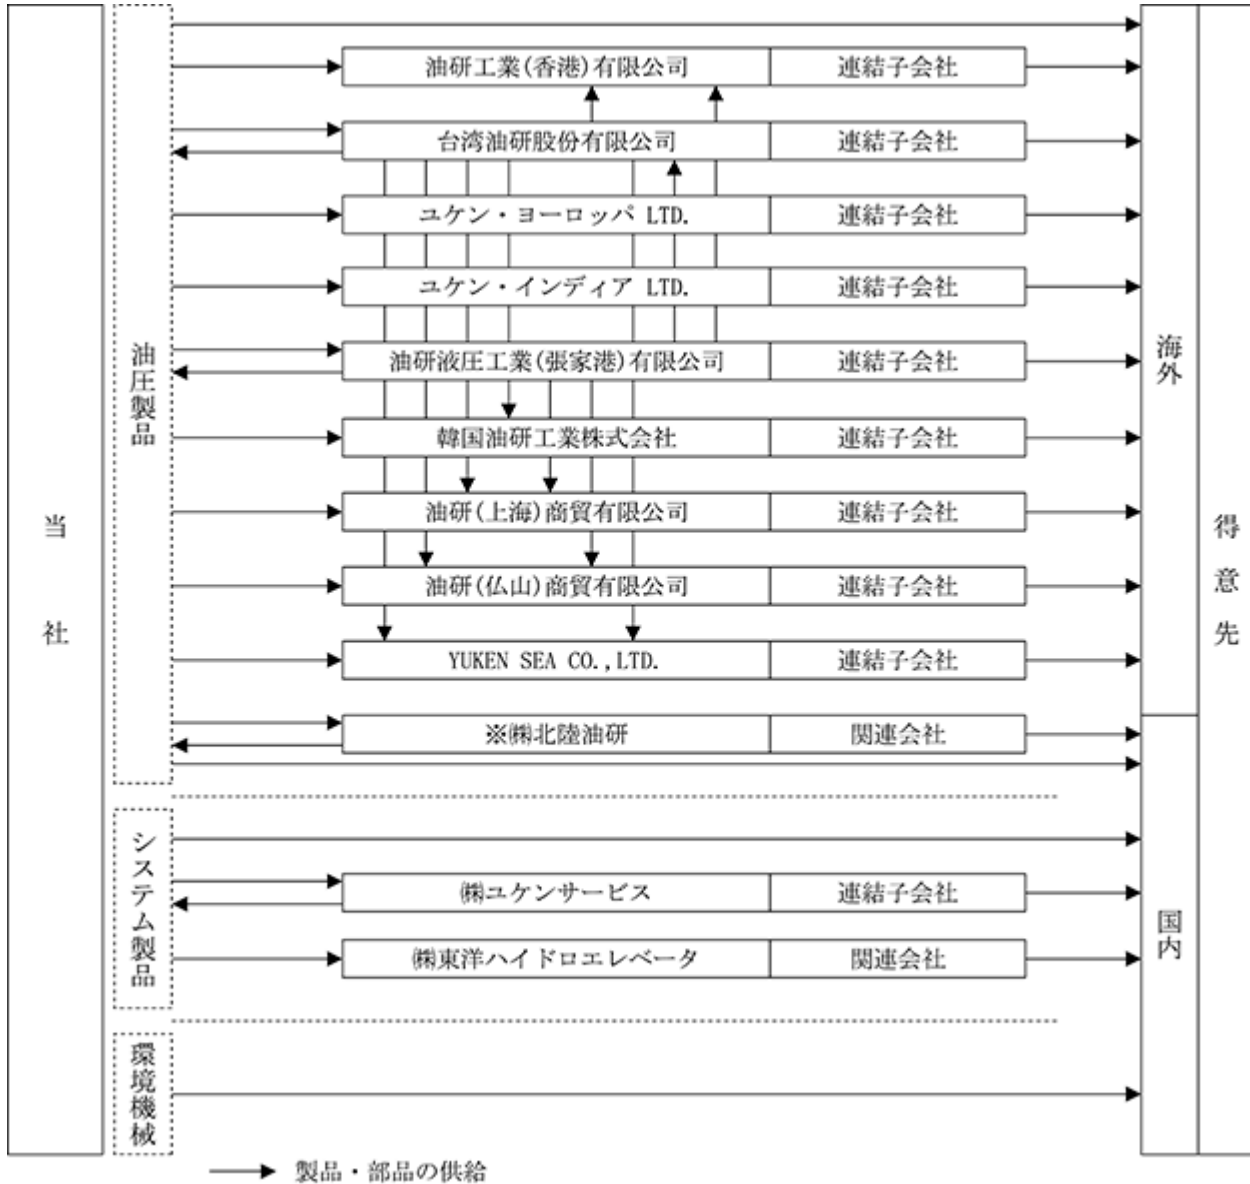 当社
油圧製品
油研工業(香港)有限公司 連結子会社
台湾油研股份有限公司 連結子会社
ユケン・ヨーロッパ LTD. 連結子会社
ユケン・インディア LTD. 連結子会社
油研液圧工業(張家港)有限公司 連結子会社
韓国油研工業株式会社 連結子会社
油研(上海)商貿有限公司 連結子会社
油研(仏山)商貿有限公司 連結子会社
YUKEN SEA CO.,LTD. 連結子会社
※㈱北陸油研 関連会社
システム製品
㈱ユケンサービス 連結子会社
㈱東洋ハイドロエレベータ 関連会社
環境機械
海外
国内
得意先
製品・部品の供給